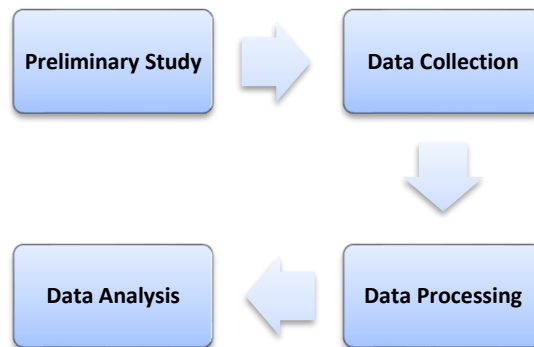 Preliminary Study
Data Collection
Data Processing
Data Analysis